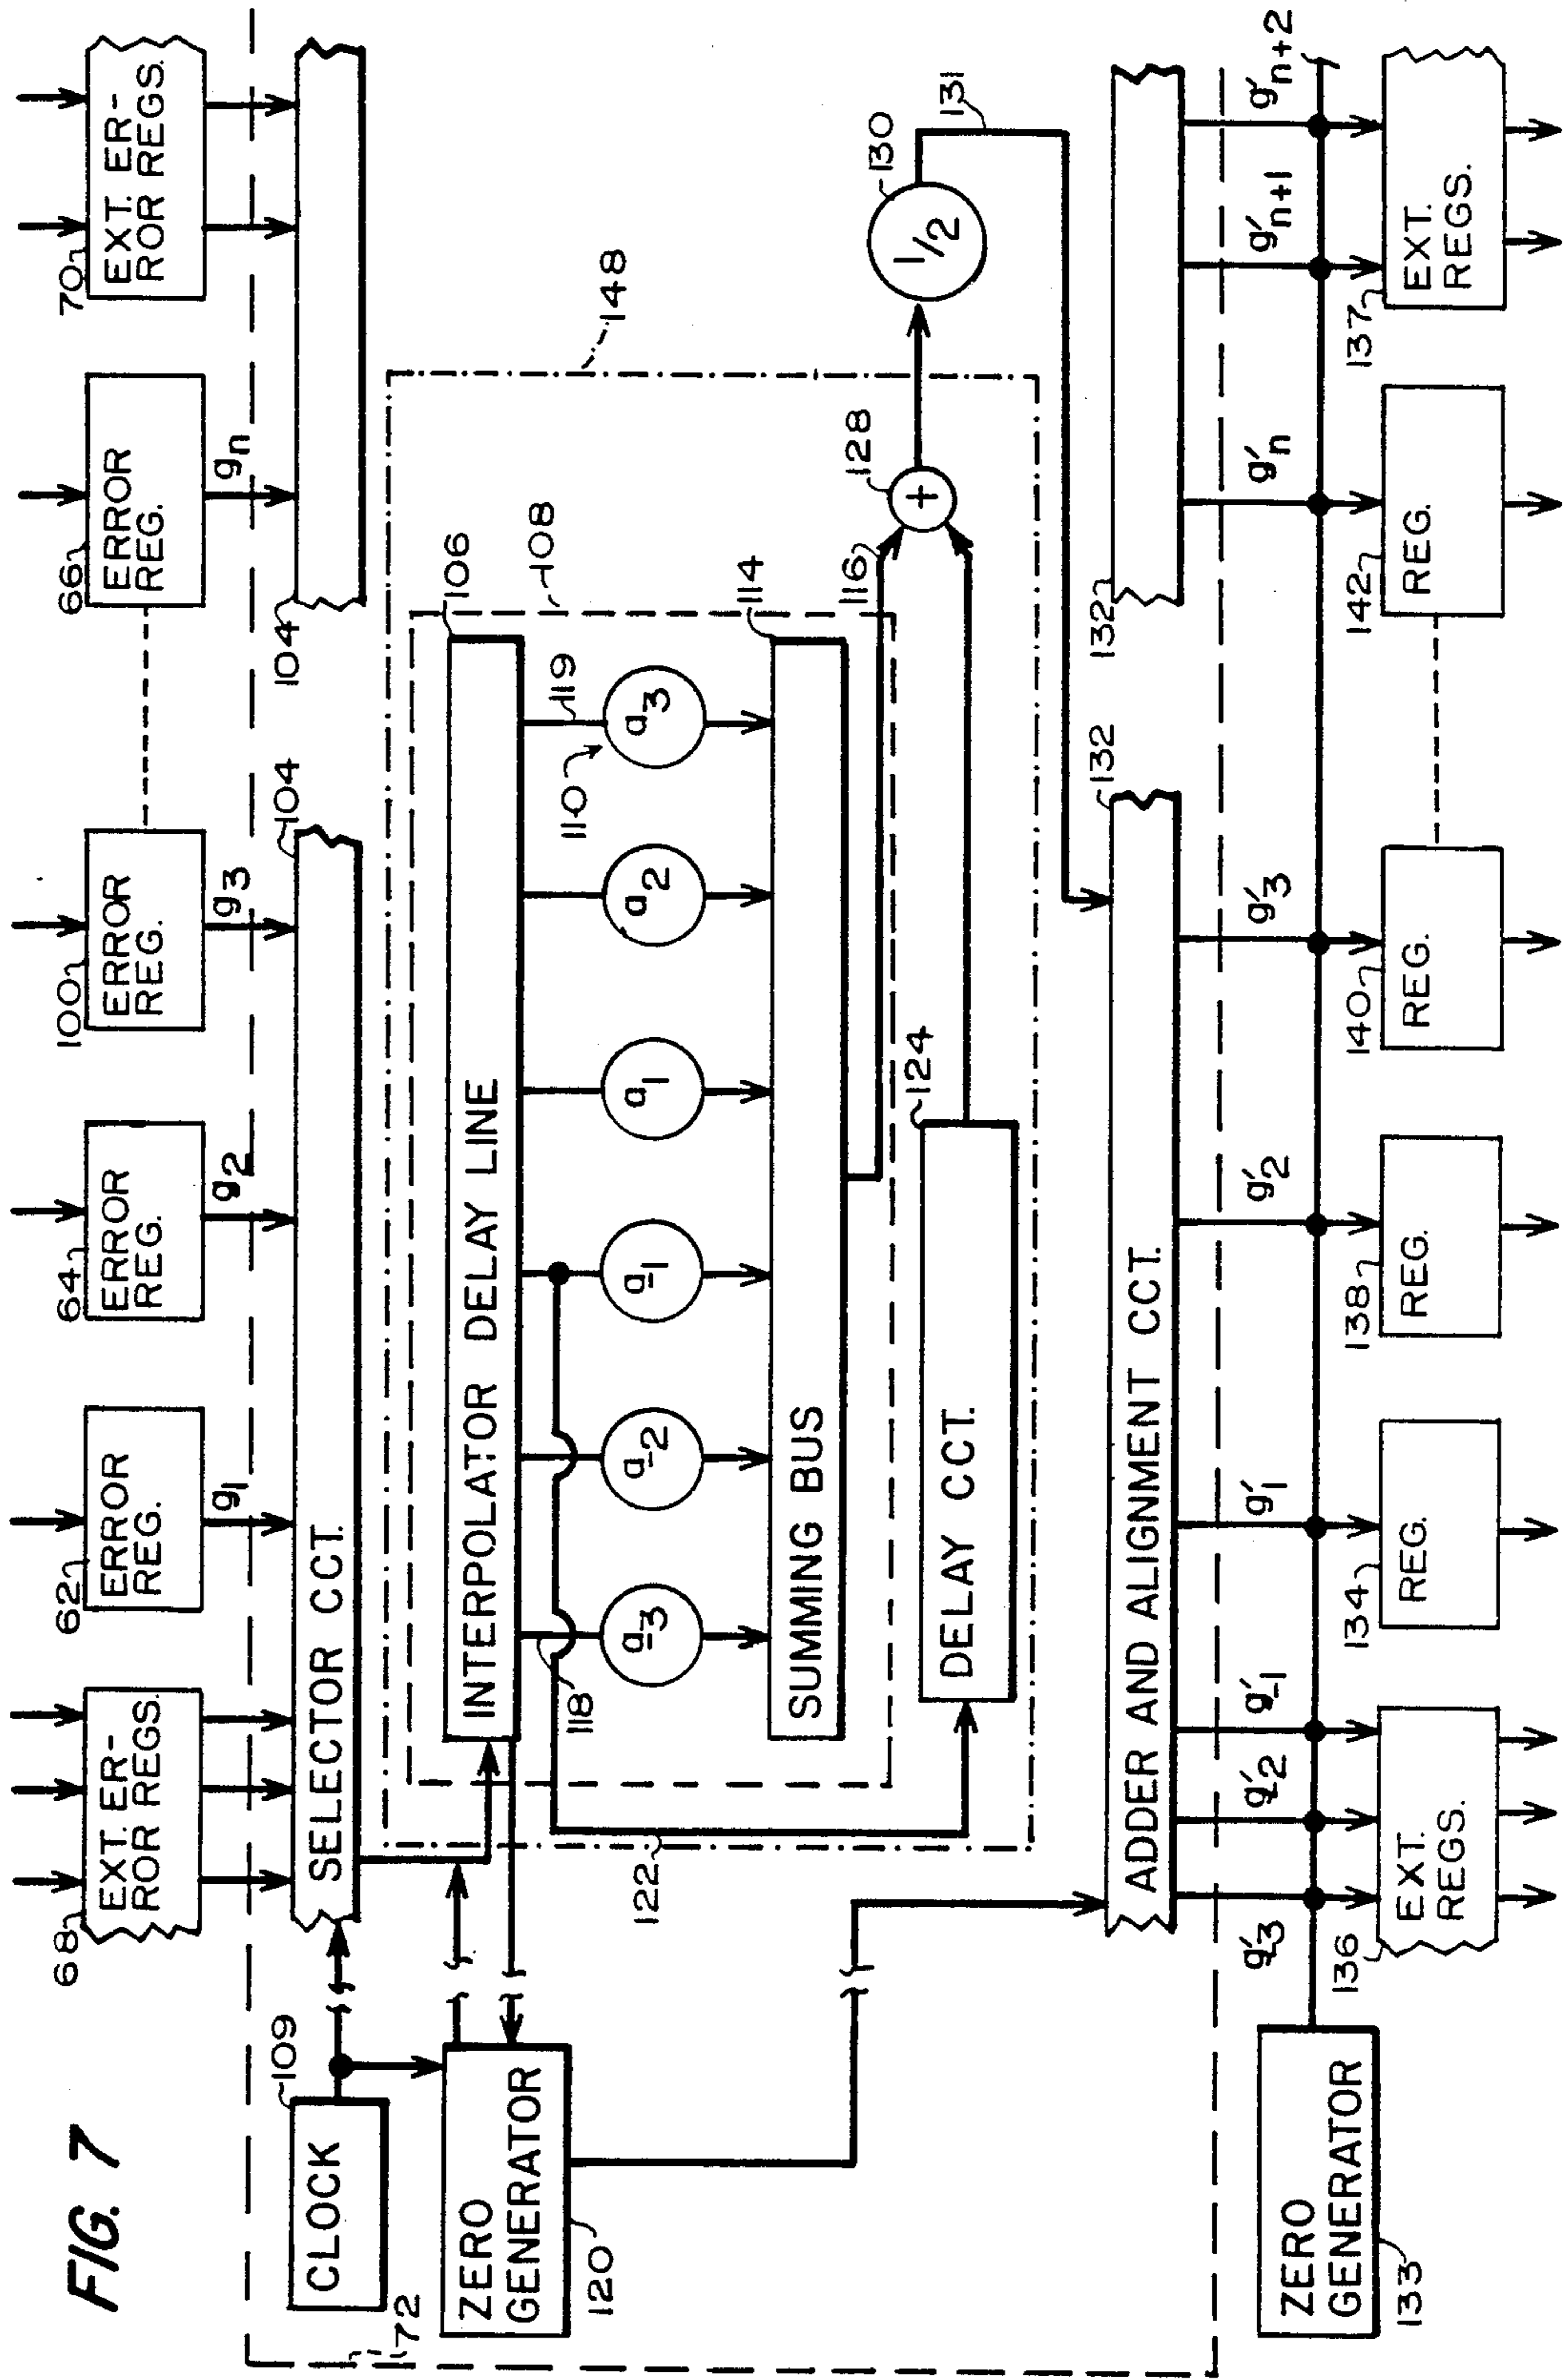 FIG. 7
68
EXT. ER-
ROR REGS.
62
ERROR
REG.
64
ERROR
REG.
100
ERROR
REG.
66
ERROR
REG.
70
EXT. ER-
ROR REGS.
g1
g2
g3
gn
72
CLOCK
109
SELECTOR CCT.
104
104
ZERO
GENERATOR
120
148
108
INTERPOLATOR DELAY LINE
106
118
110
119
a-3
a-2
a-1
a1
a2
a3
SUMMING BUS
114
116
122
DELAY CCT.
124
+
128
1/2
130
131
ADDER AND ALIGNMENT CCT.
132
132
g'-3
g'-2
g'-1
g'1
g'2
g'3
g'n
g'n+1
g'n+2
ZERO
GENERATOR
133
136
EXT.
REGS.
134
REG.
138
REG.
140
REG.
142
REG.
137
EXT.
REGS.